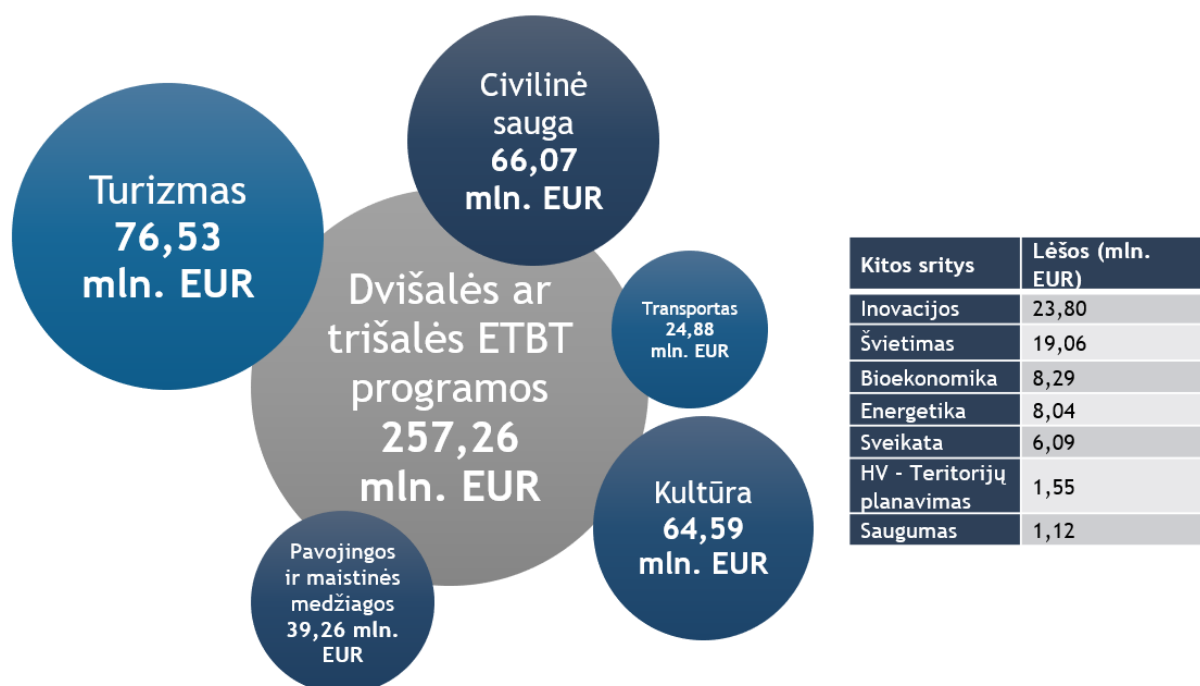 Civilinė
sauga
66,07
mln. EUR
Turizmas
76,53
mln. EUR
Dvišalės ar
trišalės ETBT
programos
257,26
mln. EUR
Transportas
24,88
mln. EUR
Kultūra
64,59
mln. EUR
Pavojingos
ir maistinės
medžiagos
39,26 mln.
EUR
Kitos sritys
Lėšos (mln.
EUR)
Inovacijos 23,80
Švietimas 19,06
Bioekonomika 8,29
Energetika 8,04
Sveikata 6,09
HV - Teritorijų
planavimas 1,55
Saugumas 1,12